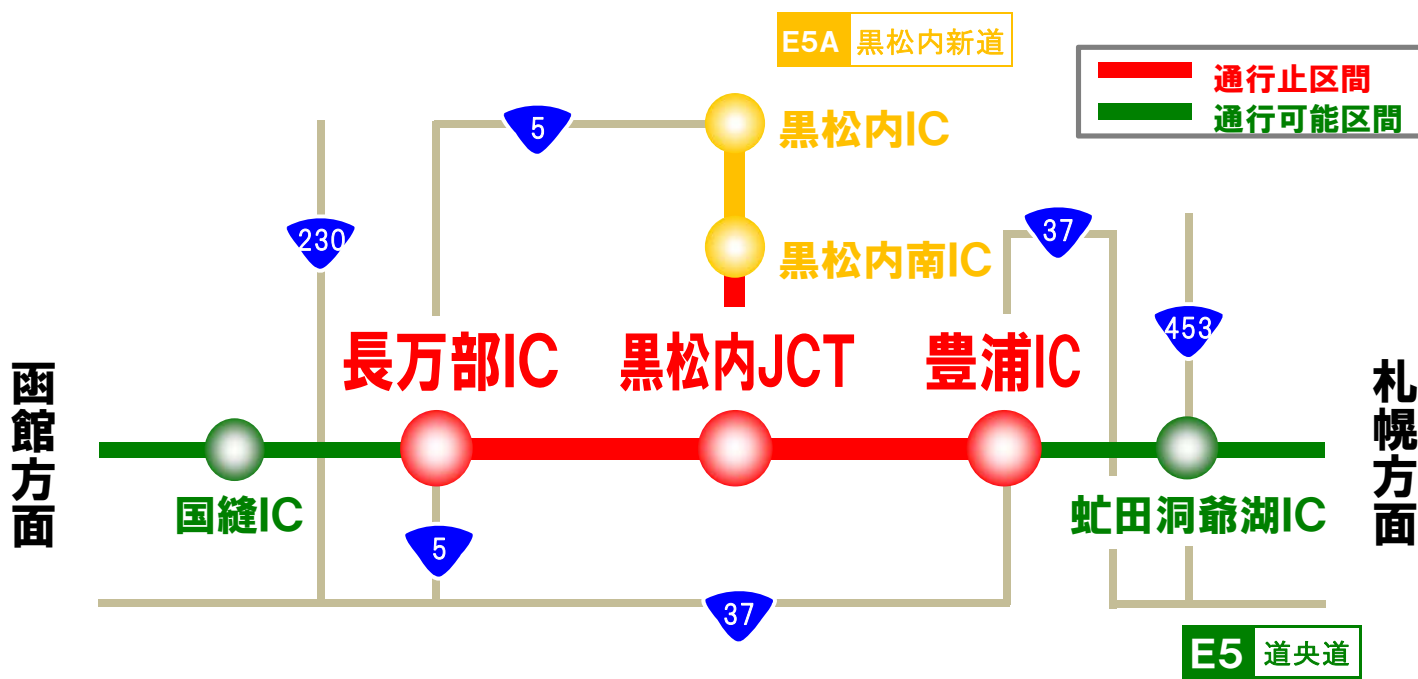 E5A 黒松内新道
通行止区間
通行可能区間
5
黒松内IC
230
37
黒松内南IC
453
長万部IC
黒松内JCT
豊浦IC
函館方面
札幌方面
国縫IC
虻田洞爺湖IC
5
37
E5 道央道